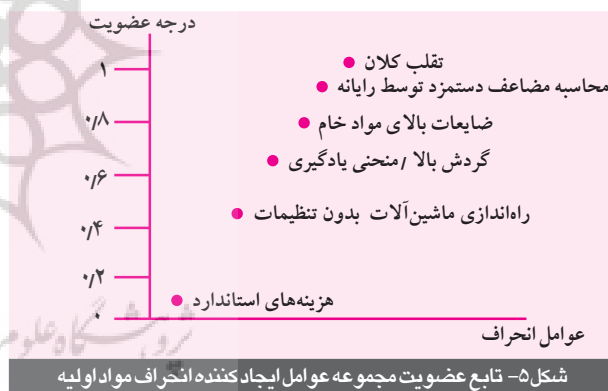 درجه عضویت
تقلب کلان
۱
محاسبه مضاعف دستمزد توسط رایانه
ضایعات بالای مواد خام
۰/۸
گردش بالا /منحنی یادگیری
۰/۶
راه‌اندازی ماشین‌آلات بدون تنظیمات
۰/۴
۰/۲
هزینه‌های استاندارد
۰
عوامل انحراف
شکل۵- تابع عضویت مجموعه عوامل ایجادکننده انحراف مواد اولیه